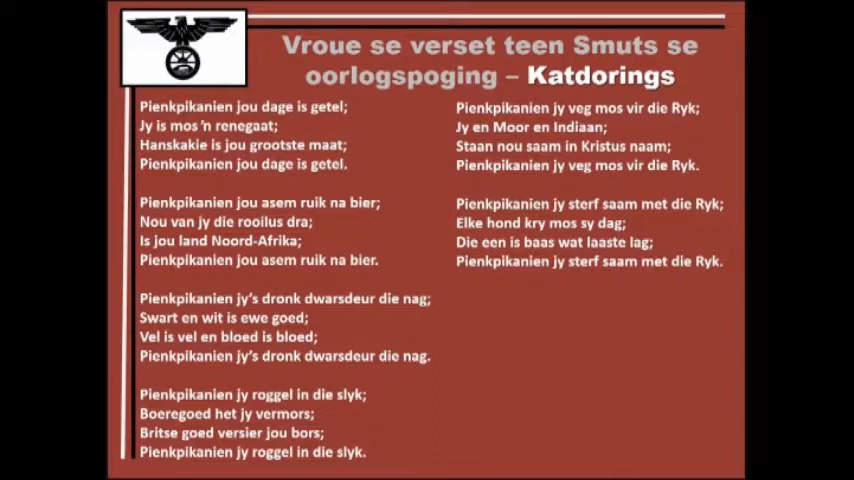 Vroue se verset teen Smuts se
oorlogspoging – Katdorings
Pienkpikanien jou dage is getel;
Jy is mos 'n renegaat;
Hanskakie is jou grootste maat;
Pienkpikanien jou dage is getel.
Pienkpikanien jou asem ruik na bier;
Nou van jy die rooilus dra;
Is jou land Noord-Afrika;
Pienkpikanien jou asem ruik na bier.
Pienkpikanien jy's dronk dwarsdeur die nag;
Swart en wit is ewe goed;
Vel is vel en bloed is bloed;
Pienkpikanien jy's dronk dwarsdeur die nag.
Pienkpikanien jy roggel in die slyk;
Boeregoed het jy vermors;
Britse goed versier jou bors;
Pienkpikanien jy roggel in die slyk.
Pienkpikanien jy veg mos vir die Ryk;
Jy en Moor en Indiaan;
Staan nou saam in Kristus naam;
Pienkpikanien jy veg mos vir die Ryk.
Pienkpikanien jy sterf saam met die Ryk;
Elke hond kry mos sy dag;
Die een is baas wat laaste lag;
Pienkpikanien jy sterf saam met die Ryk.